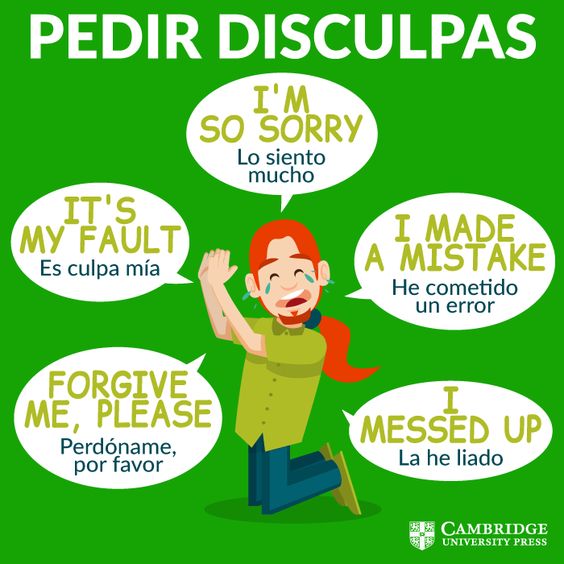 PEDIR DISCULPAS
I'M
SO SORRY
Lo siento
mucho
IT'S
MY FAULT
Es culpa mía
I MADE
A MISTAKE
He cometido
un error
FORGIVE
ME, PLEASE
Perdóname,
por favor
I
MESSED UP
La he liado
CAMBRIDGE
UNIVERSITY PRESS